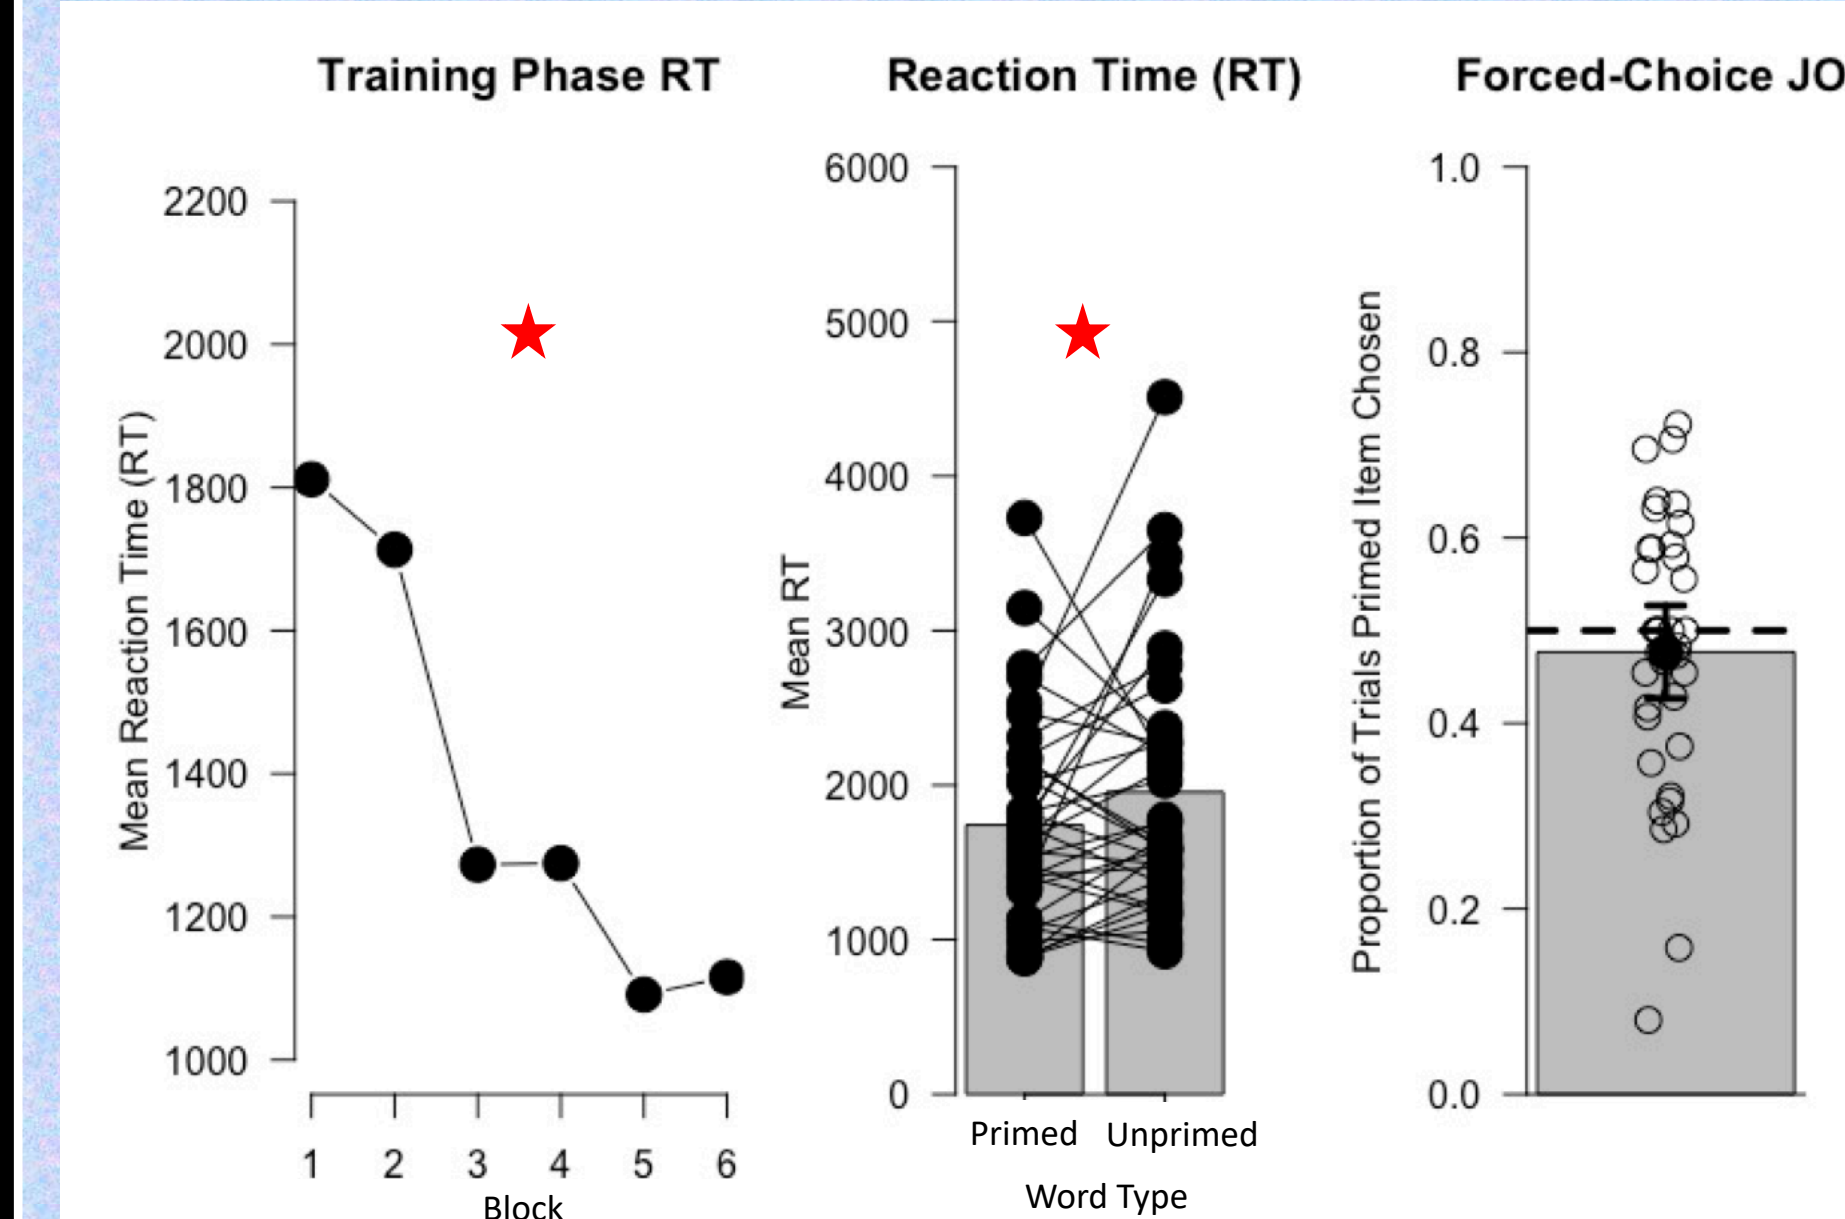 Training Phase RT
Mean Reaction Time (RT)
2200
2000
1800
1600
1400
1200
1000
1 2 3 4 5 6
Block
Reaction Time (RT)
Mean RT
6000
5000
4000
3000
2000
1000
0
Primed Unprimed
Word Type
Forced-Choice JO
Proportion of Trials Primed Item Chosen
1.0
0.8
0.6
0.4
0.2
0.0